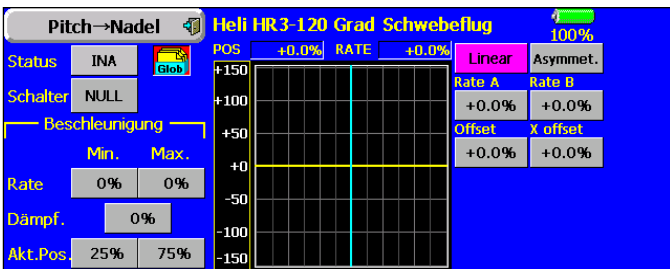 Pitch→Nadel Heli HR3-120 Grad Schwebeflug 100%
POS +0.0% RATE +0.0%
Status INA Glob
Linear Asymmet.
Schalter NULL
Rate A Rate B
+0.0% +0.0%
Offset X offset
+0.0% +0.0%
Beschleunigung
Min. Max.
Rate 0% 0%
Dämpf. 0%
Akt.Pos. 25% 75%
+150
+100
+50
+0
-50
-100
-150